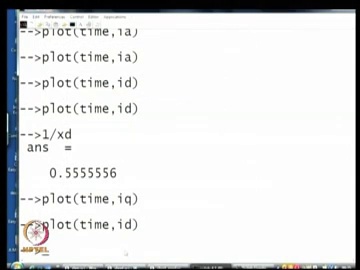 File Edit Preferences Control Editor Applications
-->plot(time,ia)
-->plot(time,ia)
-->plot(time,id)
-->plot(time,id)
-->1/xd
ans =
0.5555556
-->plot(time,iq)
-->plot(time,id)
NPTEL